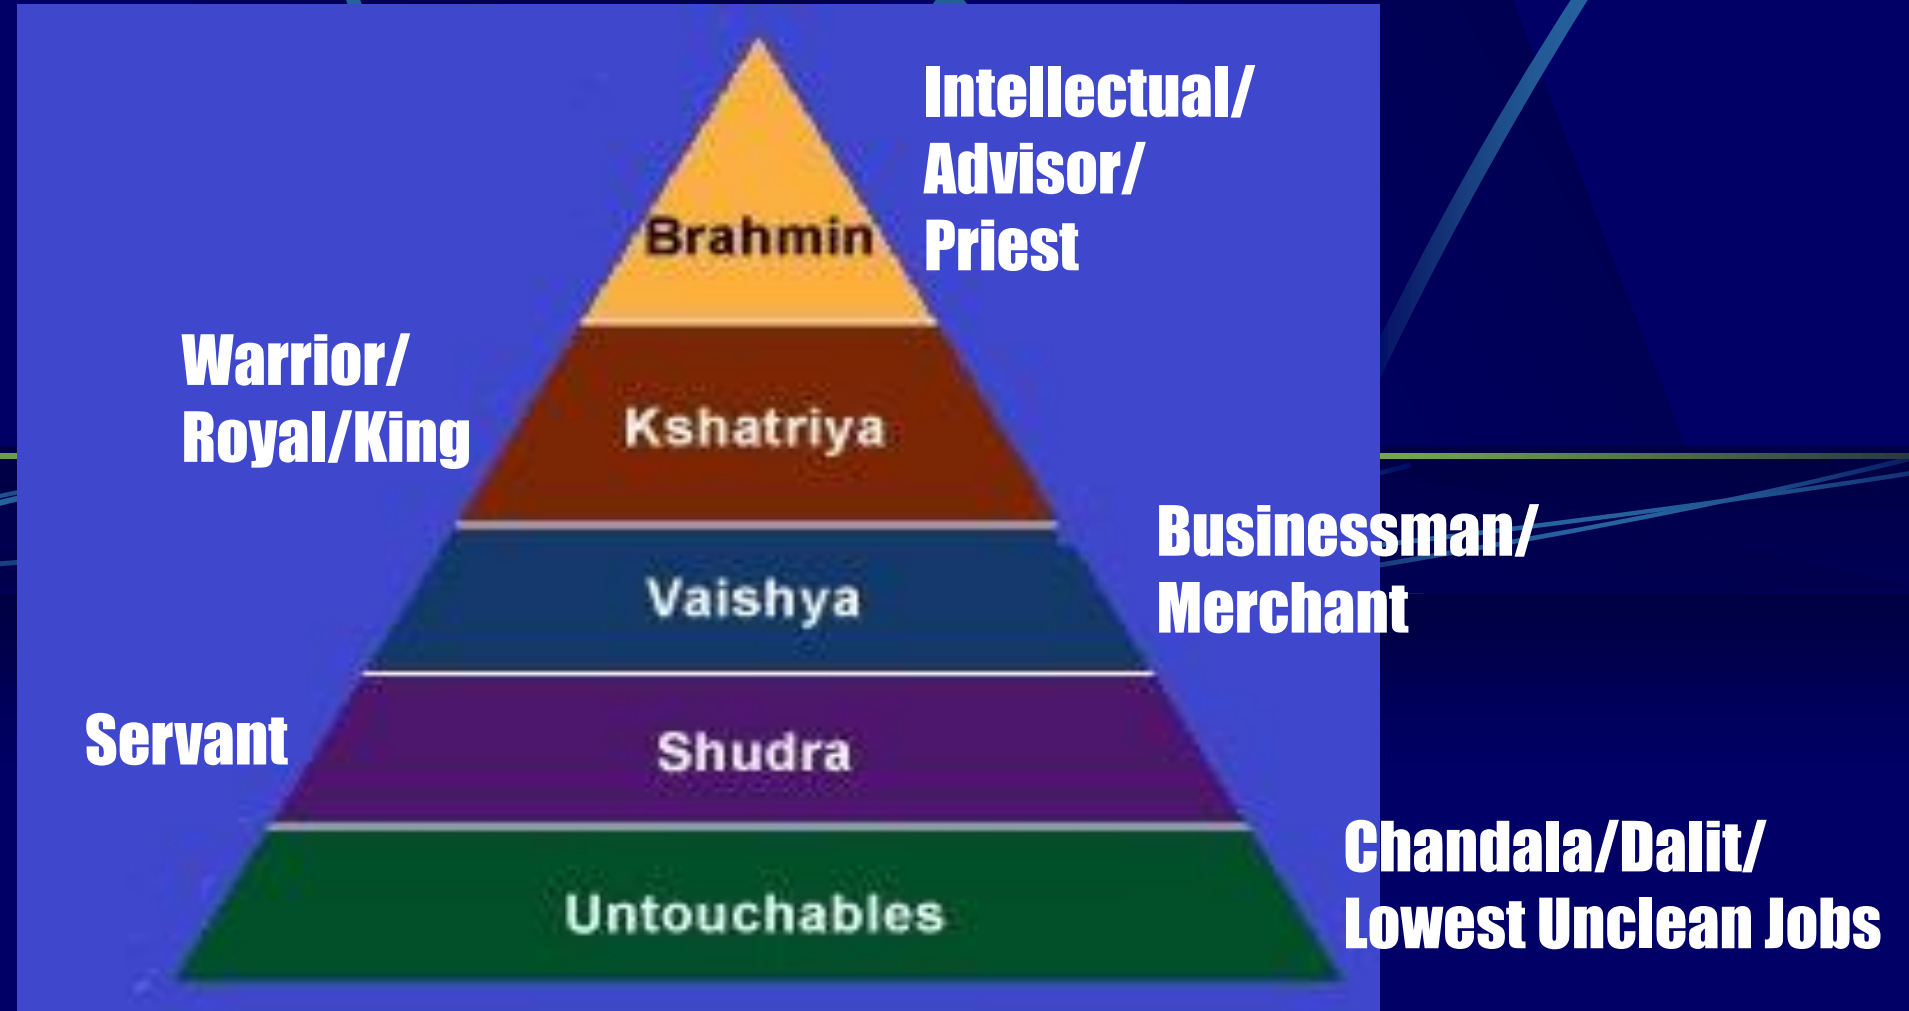 Intellectual/
Advisor/
Priest
Brahmin
Warrior/
Royal/King
Kshatriya
Businessman/
Merchant
Vaishya
Servant
Shudra
Chandala/Dalit/
Lowest Unclean Jobs
Untouchables